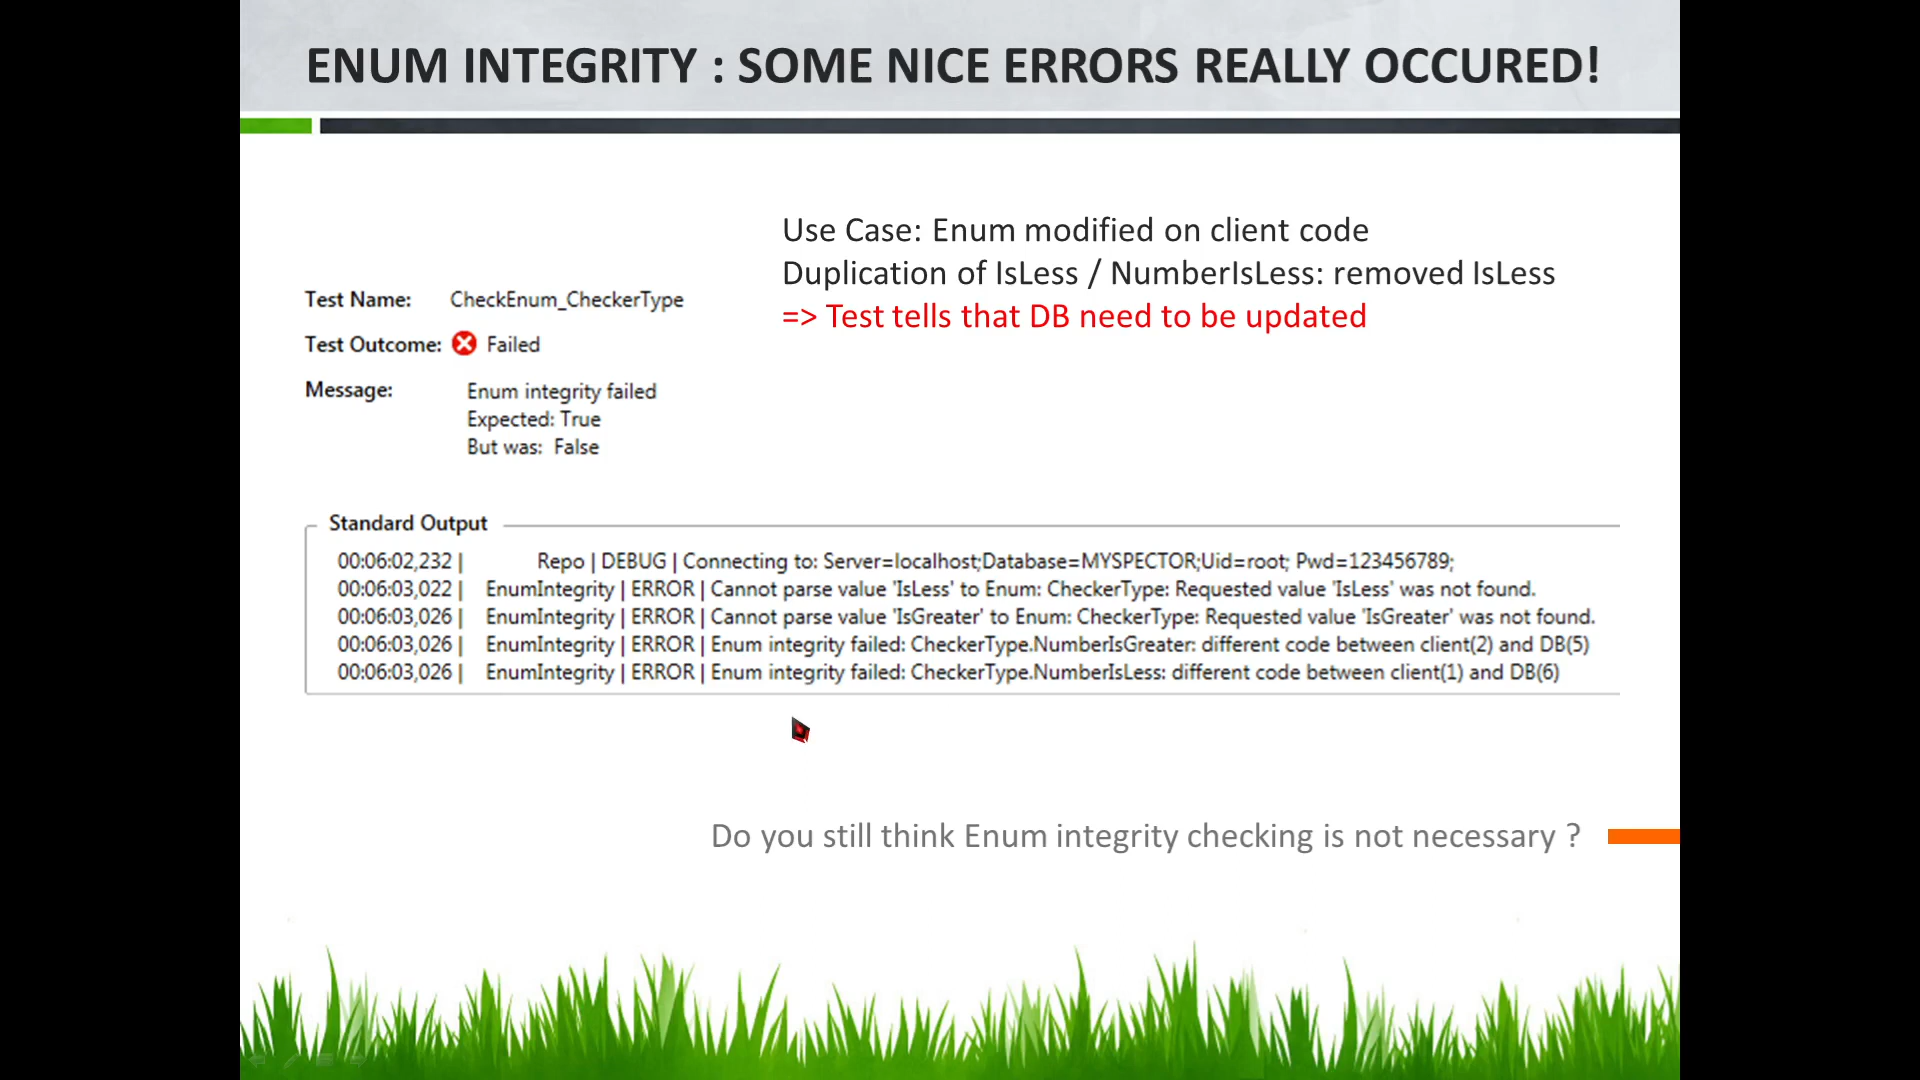 ENUM INTEGRITY : SOME NICE ERRORS REALLY OCCURED!
Use Case: Enum modified on client code
Duplication of IsLess / NumberIsLess: removed IsLess
=> Test tells that DB need to be updated
Test Name: CheckEnum_CheckerType
Test Outcome: Failed
Message: Enum integrity failed
Expected: True
But was: False
Standard Output
00:06:02,232 | Repo | DEBUG | Connecting to: Server=localhost;Database=MYSPECTOR;Uid=root; Pwd=123456789;
00:06:03,022 | EnumIntegrity | ERROR | Cannot parse value 'IsLess' to Enum: CheckerType: Requested value 'IsLess' was not found.
00:06:03,026 | EnumIntegrity | ERROR | Cannot parse value 'IsGreater' to Enum: CheckerType: Requested value 'IsGreater' was not found.
00:06:03,026 | EnumIntegrity | ERROR | Enum integrity failed: CheckerType.NumberIsGreater: different code between client(2) and DB(5)
00:06:03,026 | EnumIntegrity | ERROR | Enum integrity failed: CheckerType.NumberIsLess: different code between client(1) and DB(6)
Do you still think Enum integrity checking is not necessary ?